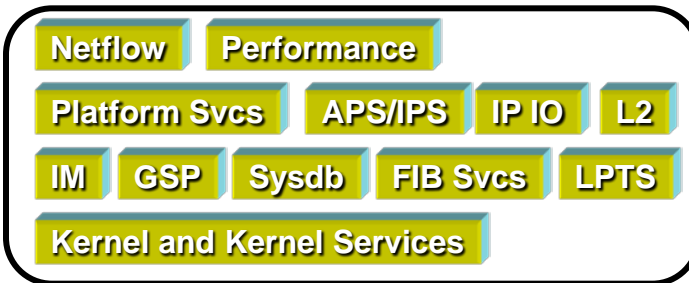 Netflow Performance
Platform Svcs APS/IPS IP IO L2
IM GSP Sysdb FIB Svcs LPTS
Kernel and Kernel Services